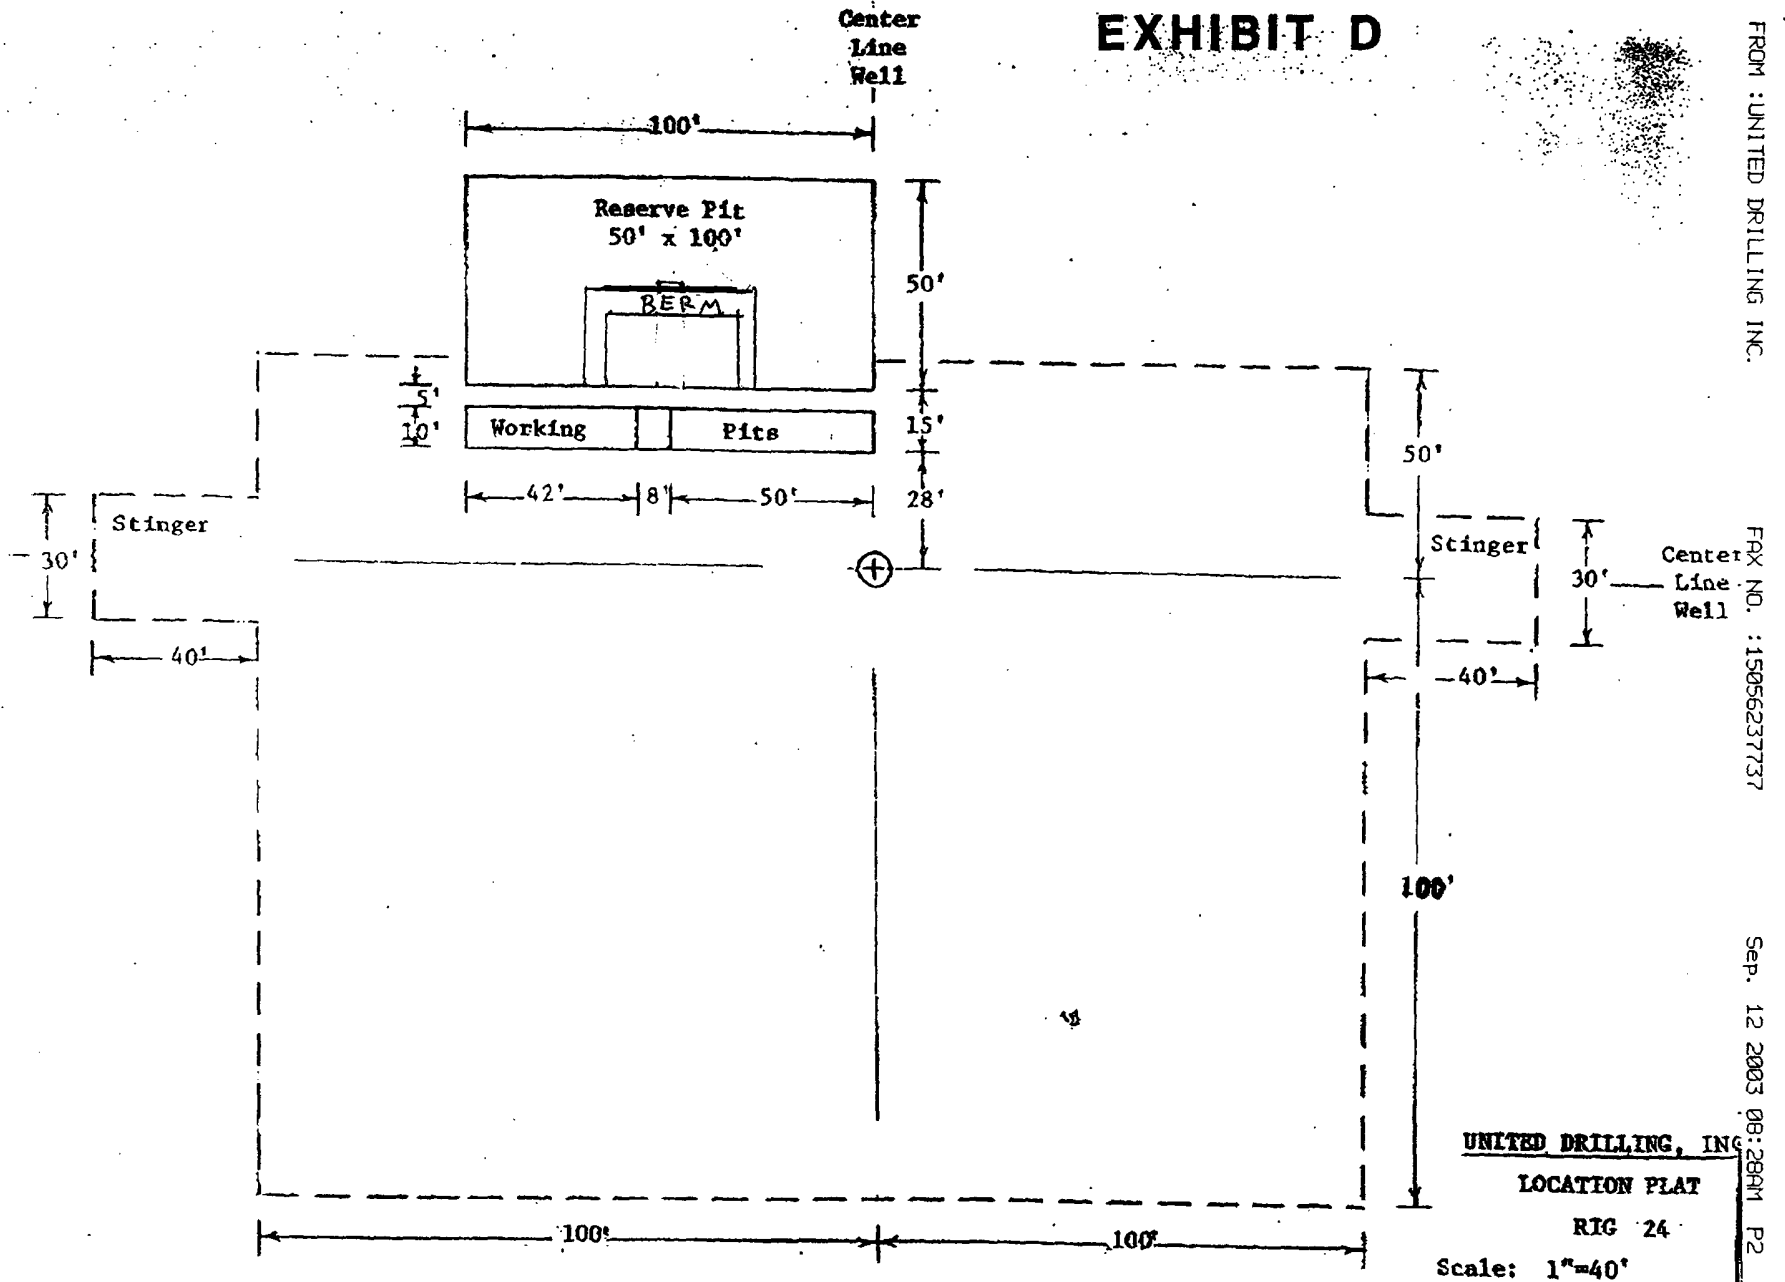 EXHIBIT D
Center
Line
Well
100'
Reserve Pit
50' x 100'
50'
BERM
5'
10'
Working
Pits
15'
50'
42'
8'
50'
28'
Stinger
30'
40'
Stinger
30'
Center
Line
Well
40'
100'
100'
100'
UNITED DRILLING, INC
LOCATION PLAT
RIG 24
Scale: 1"=40'
FROM :UNITED DRILLING INC. FAX NO. :15056237737 Sep. 12 2003 08:28AM P2